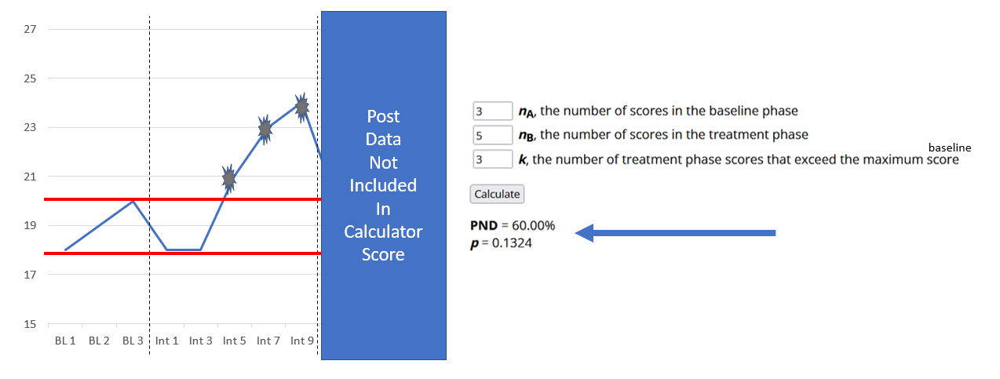 27
25
23
21
19
17
15
BL 1 BL 2 BL 3 Int 1 Int 3 Int 5 Int 7 Int 9
Post
Data
Not
Included
In
Calculator
Score
3 nA, the number of scores in the baseline phase
5 nB, the number of scores in the treatment phase
baseline
3 k, the number of treatment phase scores that exceed the maximum score
Calculate
PND = 60.00%
p = 0.1324